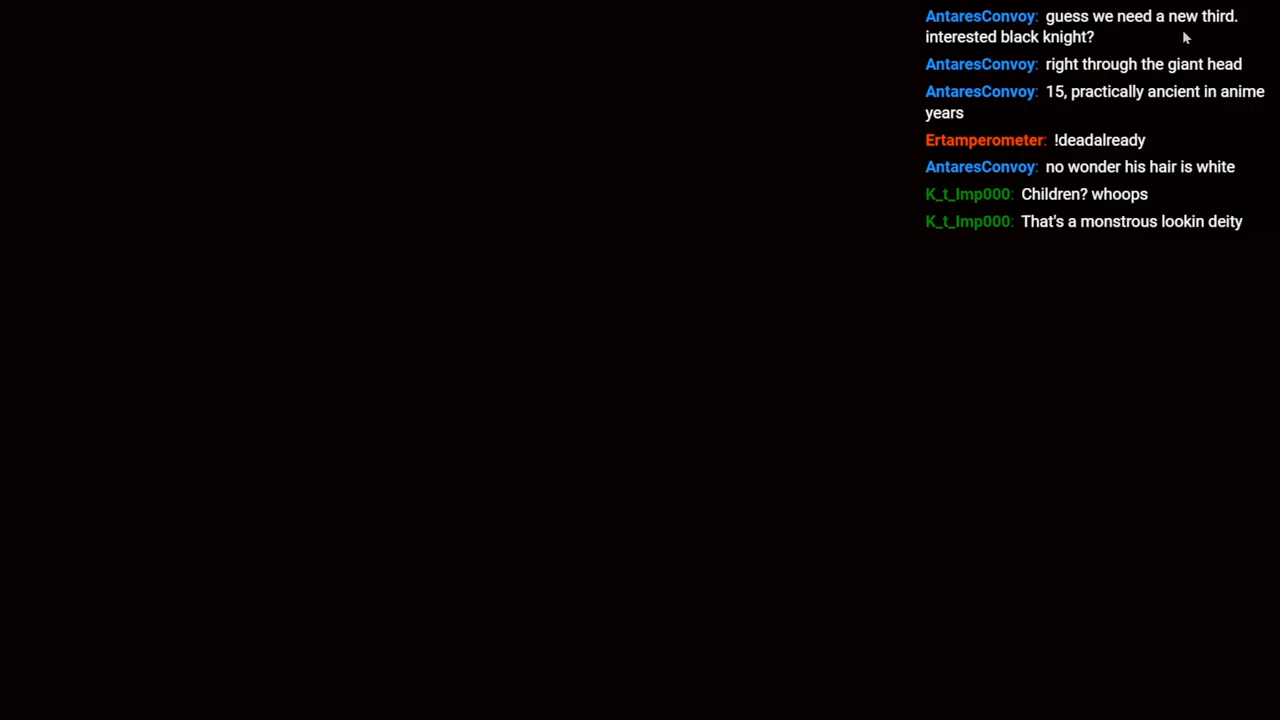 AntaresConvoy: guess we need a new third.
interested black knight?
AntaresConvoy: right through the giant head
AntaresConvoy: 15, practically ancient in anime
years
Ertamperometer: !deadalready
AntaresConvoy: no wonder his hair is white
K_t_Imp000: Children? whoops
K_t_Imp000: That's a monstrous lookin deity